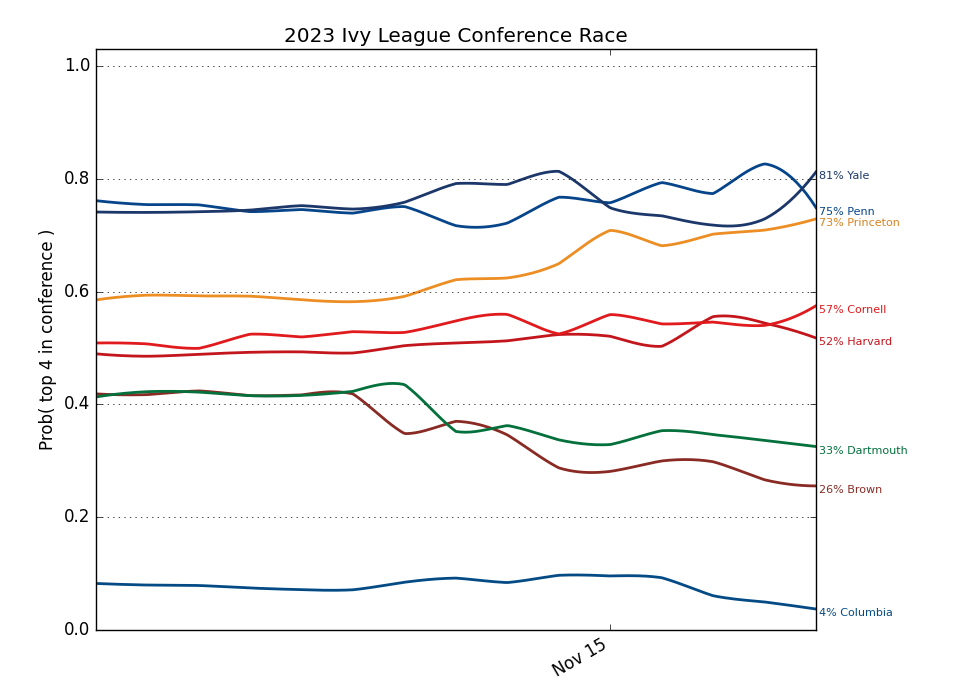 2023 Ivy League Conference Race
Prob( top 4 in conference )
1.0
0.8
0.6
0.4
0.2
0.0
Nov 15
81% Yale
75% Penn
73% Princeton
57% Cornell
52% Harvard
33% Dartmouth
26% Brown
4% Columbia